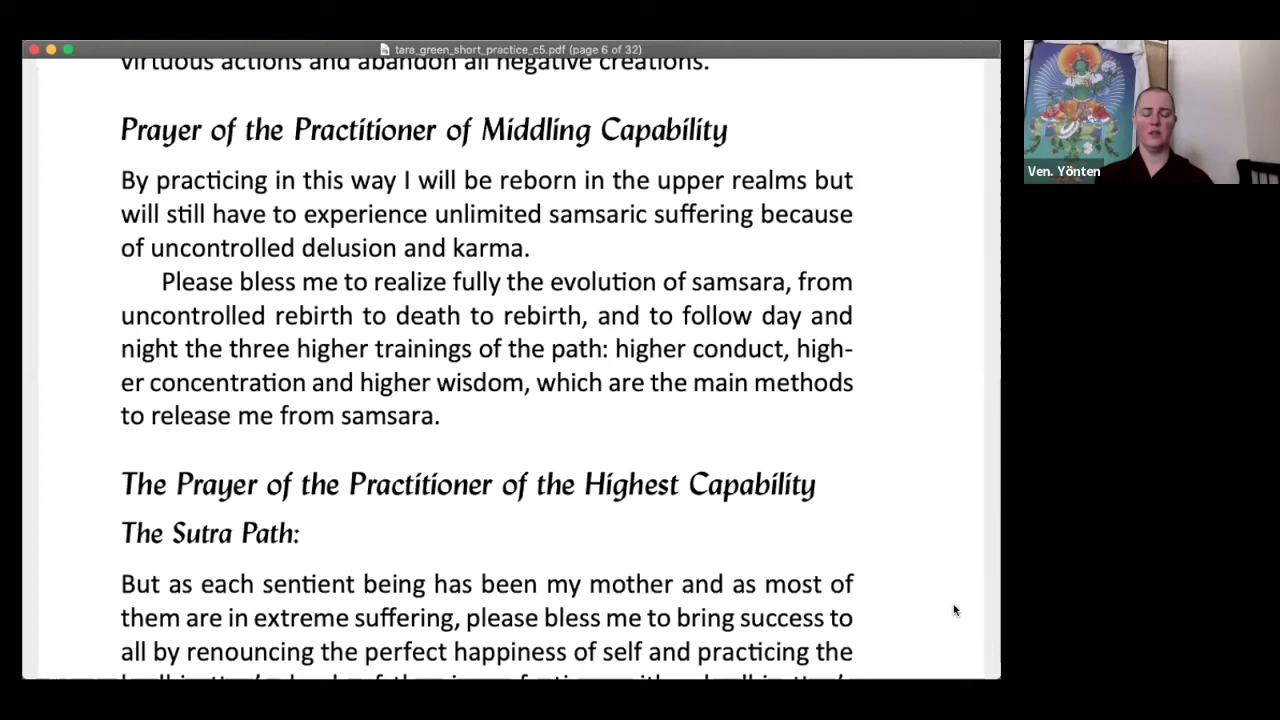 tara_green_short_practice_c5.pdf (page 6 of 32)
virtuous actions and abandon all negative creations.
Prayer of the Practitioner of Middling Capability
By practicing in this way I will be reborn in the upper realms but
will still have to experience unlimited samsaric suffering because
of uncontrolled delusion and karma.
Please bless me to realize fully the evolution of samsara, from
uncontrolled rebirth to death to rebirth, and to follow day and
night the three higher trainings of the path: higher conduct, high-
er concentration and higher wisdom, which are the main methods
to release me from samsara.
The Prayer of the Practitioner of the Highest Capability
The Sutra Path:
But as each sentient being has been my mother and as most of
them are in extreme suffering, please bless me to bring success to
all by renouncing the perfect happiness of self and practicing the
Ven. Yönten